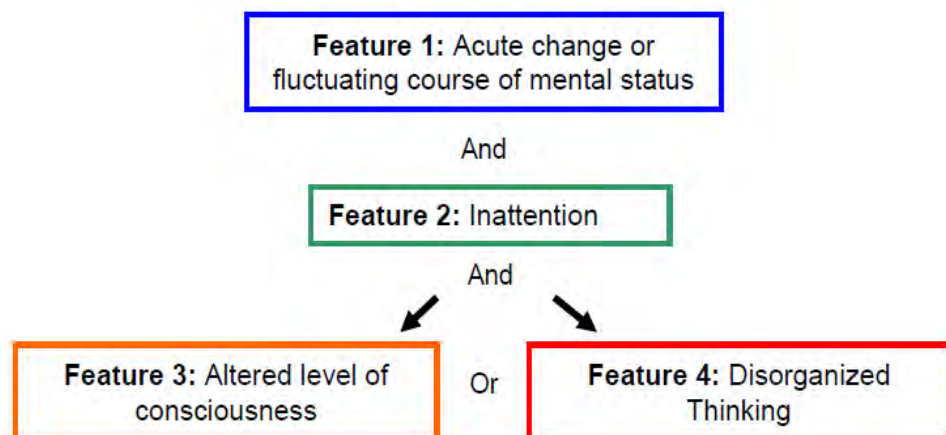 Feature 1: Acute change or
fluctuating course of mental status
And
Feature 2: Inattention
And
Feature 3: Altered level of
consciousness
Or
Feature 4: Disorganized
Thinking